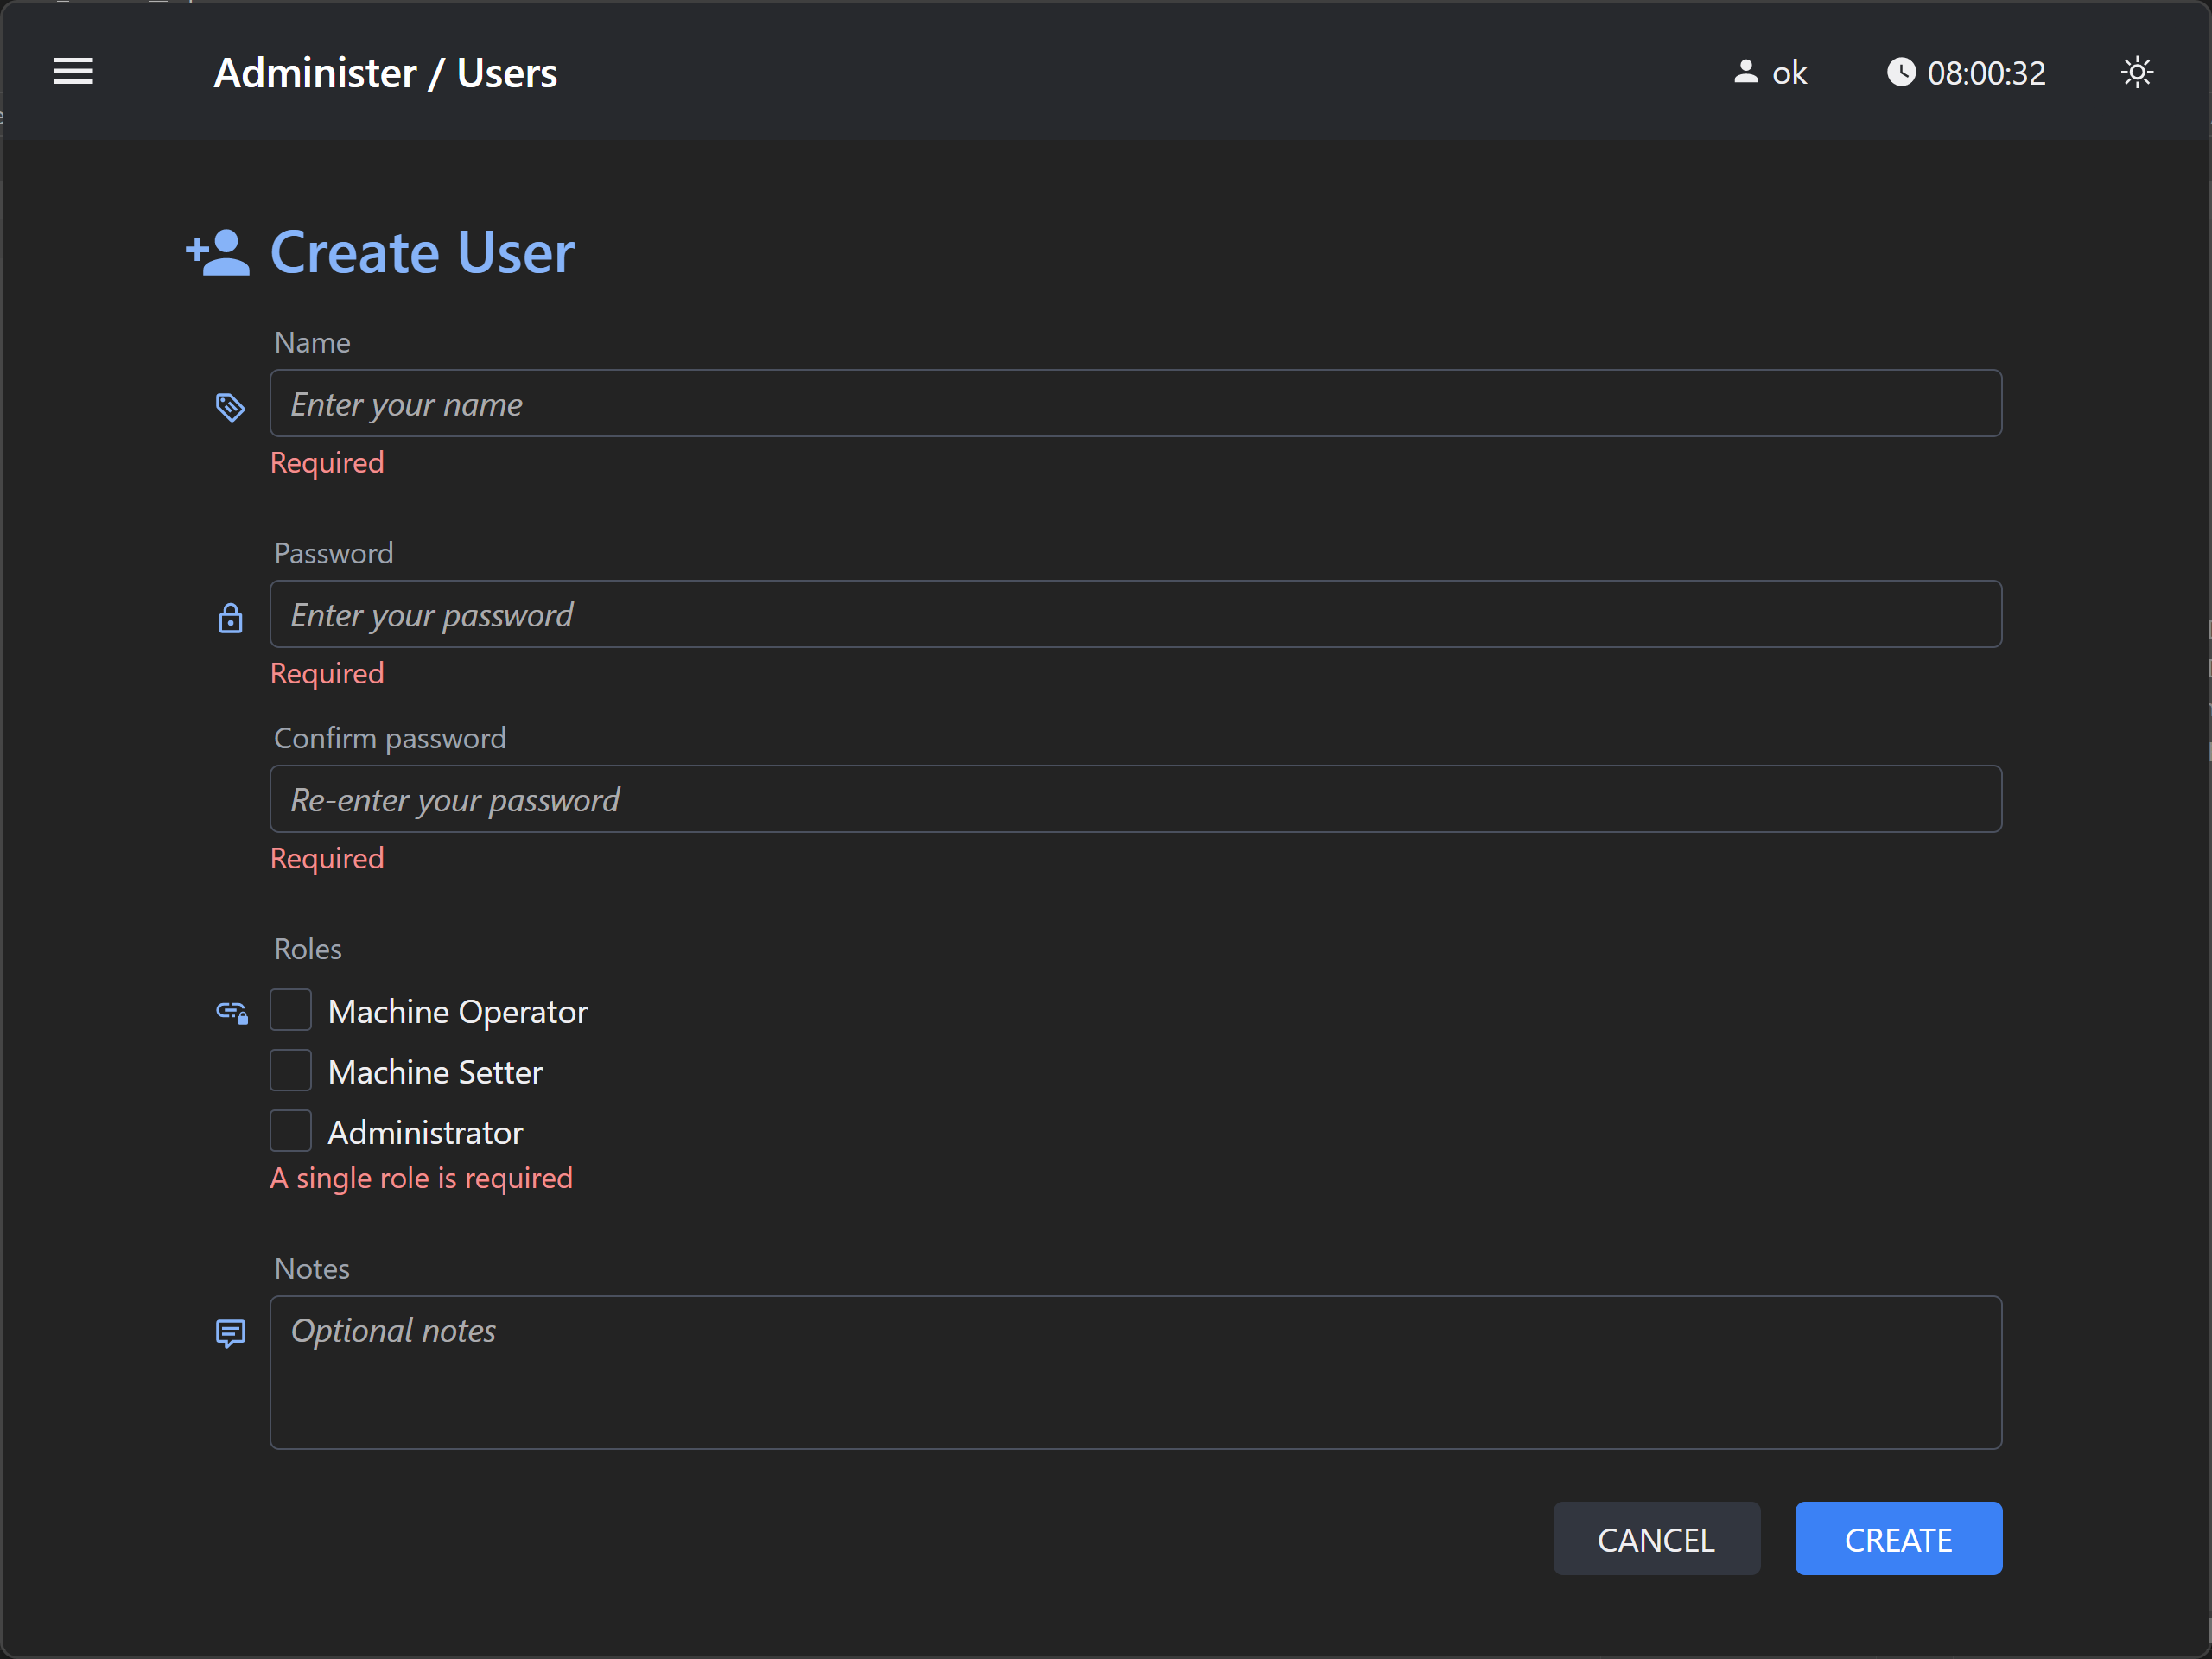 Administer / Users
ok
08:00:32
Create User
Name
Enter your name
Required
Password
Enter your password
Required
Confirm password
Re-enter your password
Required
Roles
Machine Operator
Machine Setter
Administrator
A single role is required
Notes
Optional notes
CANCEL
CREATE